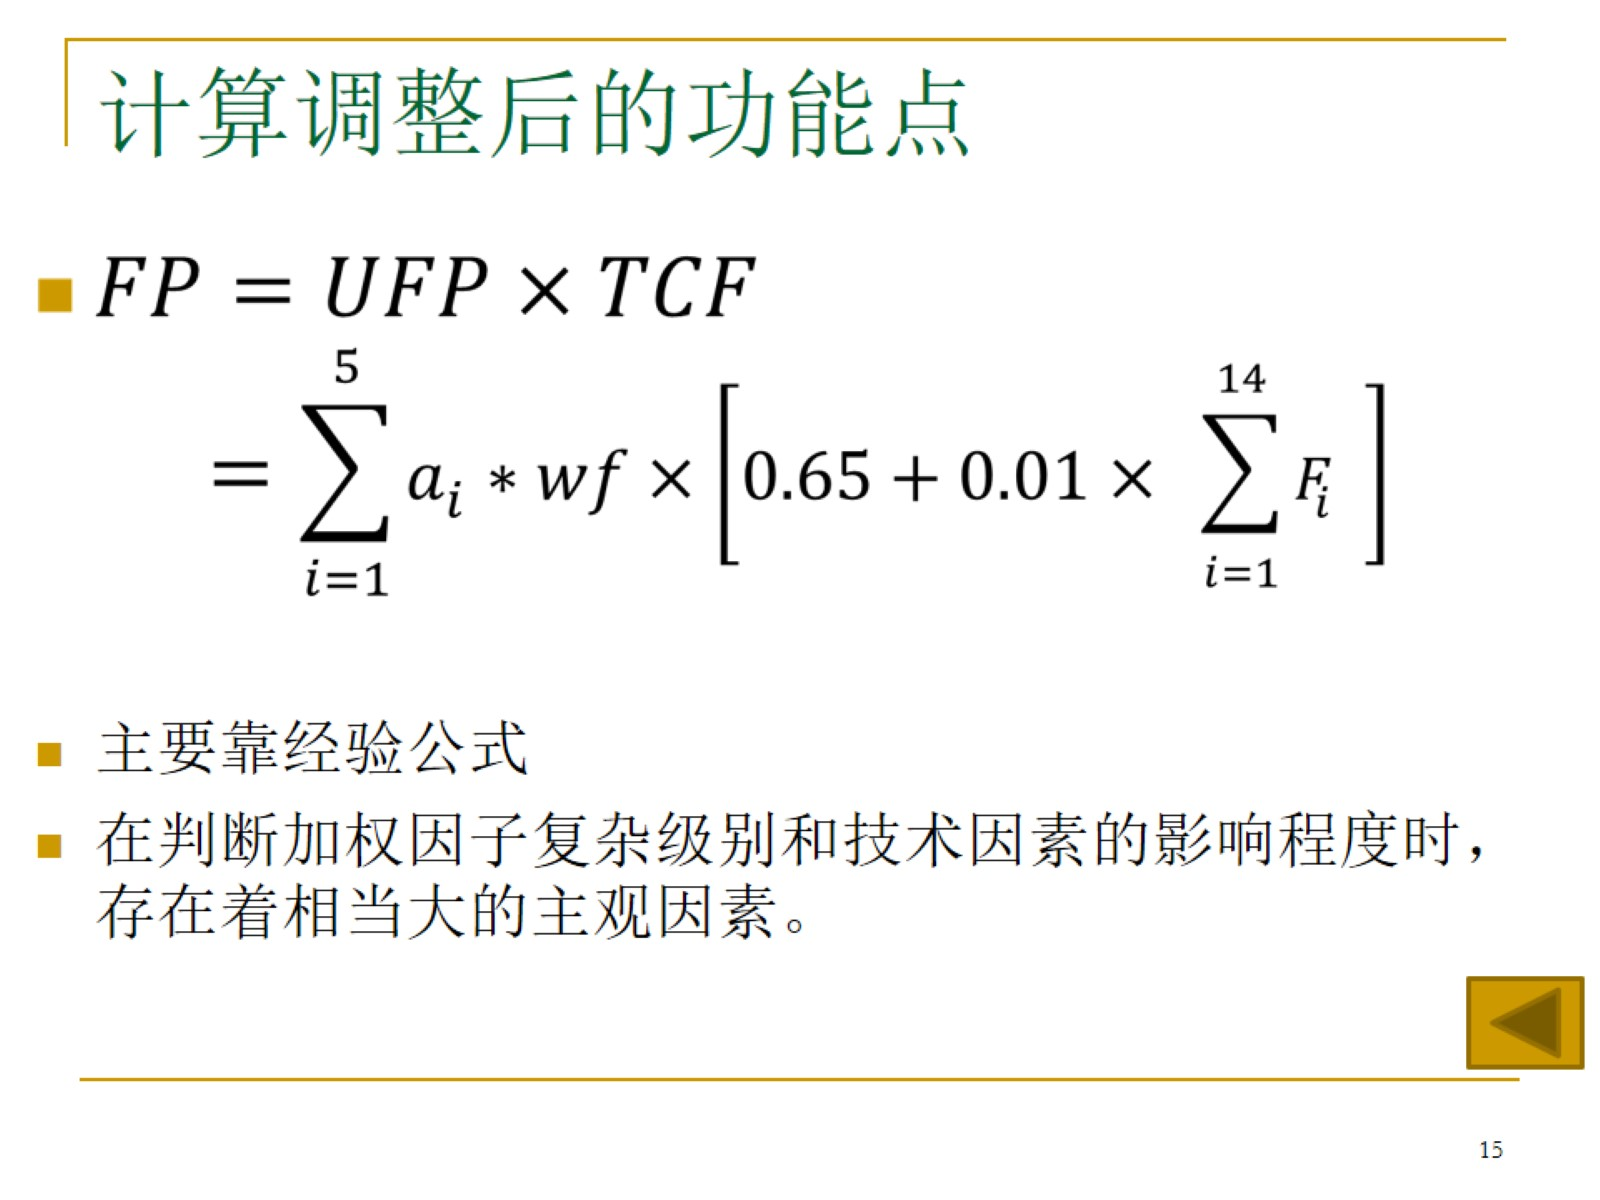 计算调整后的功能点
FP = UFP × TCF
= ∑_{i=1}^{5} a_i * wf × [0.65 + 0.01 × ∑_{i=1}^{14} F_i]
主要靠经验公式
在判断加权因子复杂级别和技术因素的影响程度时，
存在着相当大的主观因素。
15